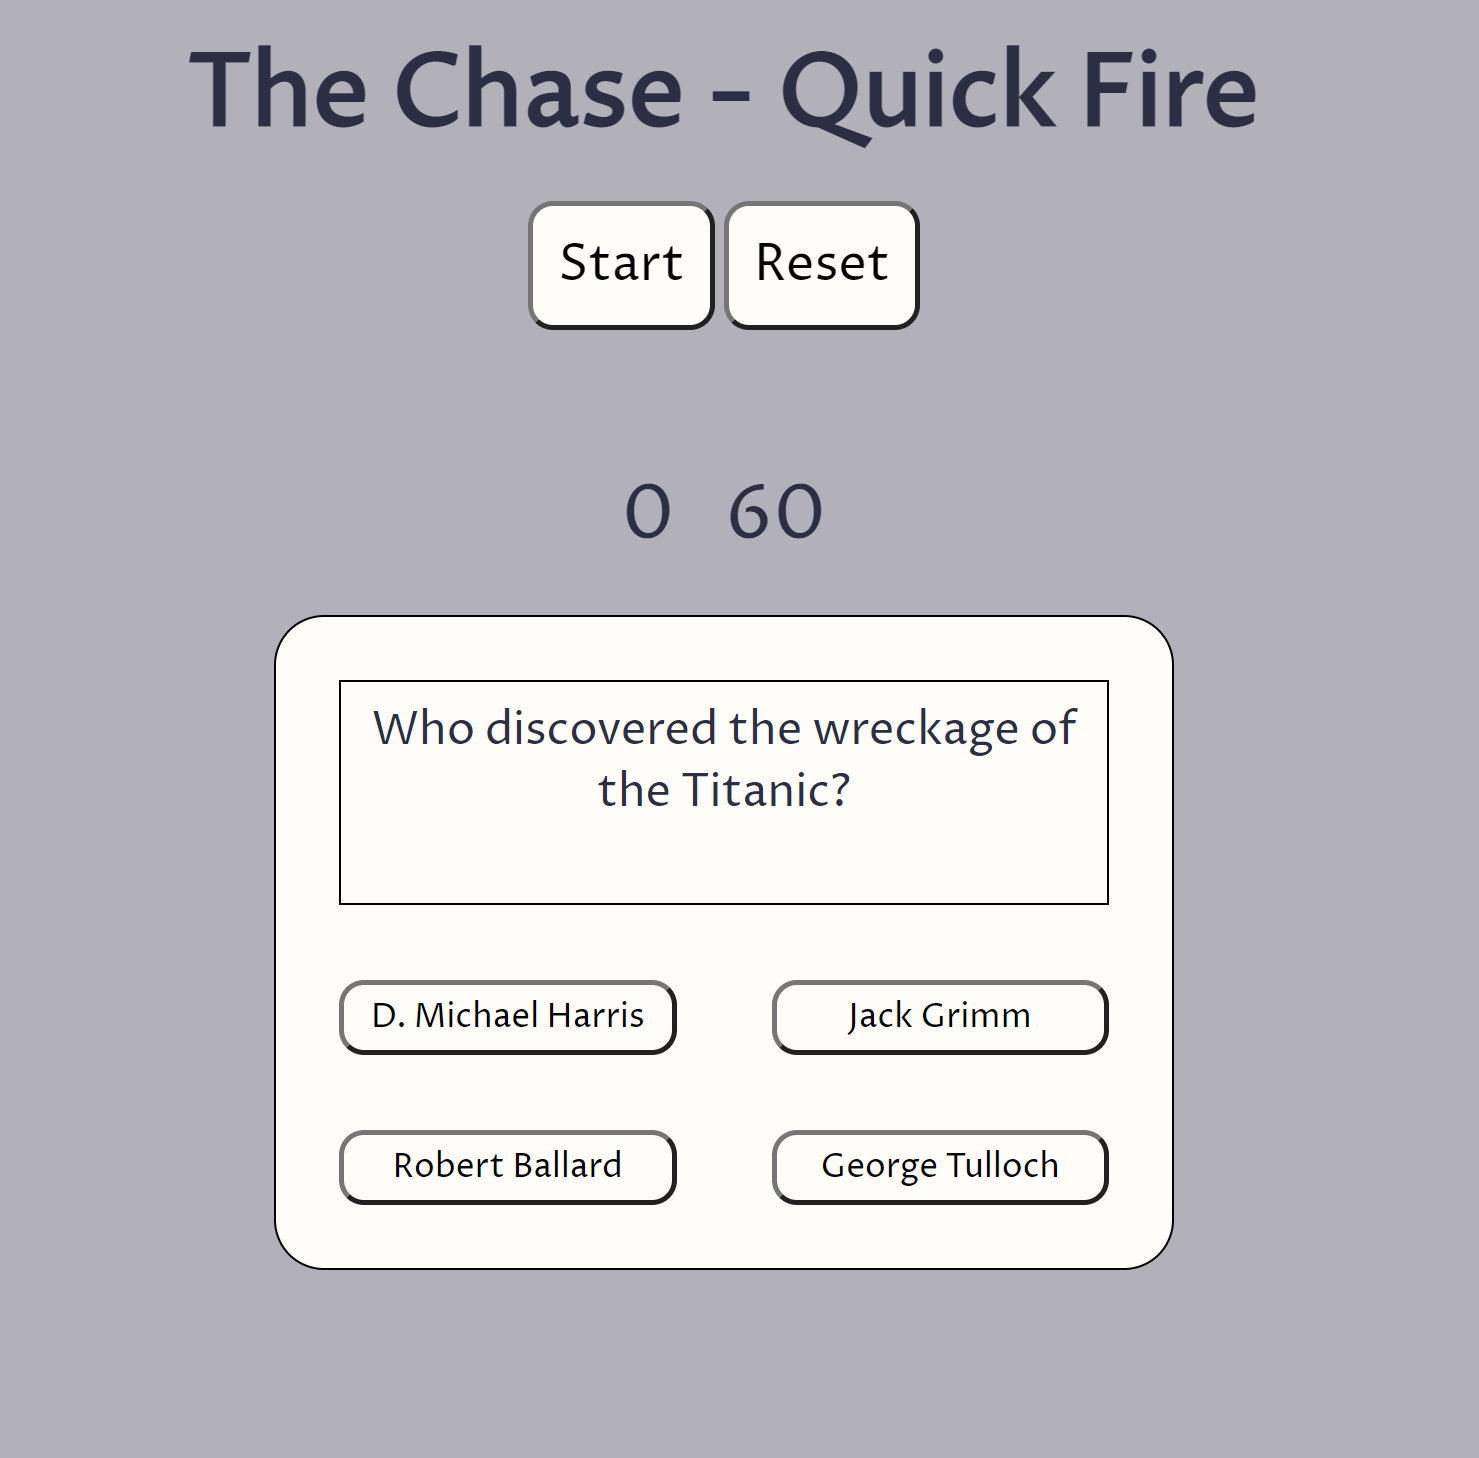 The Chase – Quick Fire
Start Reset
0 60
Who discovered the wreckage of
the Titanic?
D. Michael Harris Jack Grimm
Robert Ballard George Tulloch